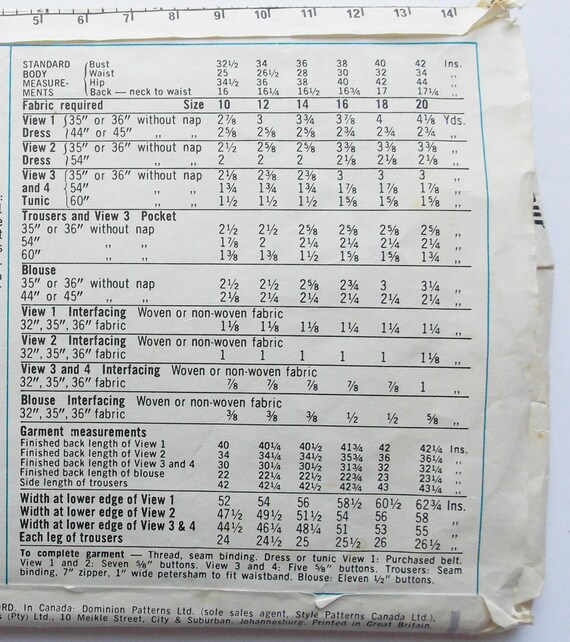 5 6 7 8 9 10 11 12 13 14
STANDARD Bust 32½ 34 36 38 40 42 Ins.
BODY Waist 25 26½ 28 30 32 34 „
MEASURE- Hip 34½ 36 38 40 42 44 „
MENTS Back — neck to waist 16 16¼ 16½ 16¾ 17 17¼ „
Fabric required Size 10 12 14 16 18 20
View 1 35″ or 36″ without nap 2⅞ 3 3¾ 3⅞ 4 4⅛ Yds.
Dress 44″ or 45″ „ „ 2⅝ 2⅝ 2⅝ 2¾ 2¾ 2¾ „
View 2 35″ or 36″ without nap 2½ 2⅝ 2⅝ 3⅜ 3⅜ 3⅜ „
Dress 54″ „ „ 2 2 2 2⅛ 2⅛ 2⅛ „
View 3 35″ or 36″ without nap 2⅛ 2⅜ 2⅜ 3 3 3 „
and 4 54″ „ „ 1¾ 1¾ 1¾ 1⅞ 1⅞ 1⅞ „
Tunic 60″ „ „ 1½ 1½ 1½ 1⅝ 1⅝ 1⅝ „
Trousers and View 3 Pocket
35″ or 36″ without nap 2½ 2½ 2⅝ 2⅝ 2⅝ 2⅝ „
54″ „ „ 1⅞ 2 2¼ 2¼ 2¼ 2¼ „
60″ „ „ 1⅜ 1⅜ 1½ 1⅝ 1⅝ 1¾ „
Blouse
35″ or 36″ without nap 2½ 2½ 2⅝ 2¾ 3 3¼ „
44″ or 45″ „ „ 2⅛ 2¼ 2¼ 2¼ 2¼ 2¼ „
View 1 Interfacing Woven or non-woven fabric
32″, 35″, 36″ fabric 1⅛ 1⅛ 1⅛ 1¼ 1¼ 1¼ „
View 2 Interfacing Woven or non-woven fabric
32″, 35″, 36″ fabric 1 1 1 1 1 1⅛ „
View 3 and 4 Interfacing Woven or non-woven fabric
32″, 35″, 36″ fabric ⅞ ⅞ ⅞ ⅞ ⅞ 1 „
Blouse Interfacing Woven or non-woven fabric
32″, 35″, 36″ fabric ⅜ ⅜ ⅜ ½ ½ ⅝ „
Garment measurements
Finished back length of View 1 40 40¼ 40½ 41¾ 42 42¼ Ins.
Finished back length of View 2 34 34¼ 34½ 35¾ 36 36¼ „
Finished back length of View 3 and 4 30 30¼ 30½ 31¾ 32 32¼ „
Finished back length of blouse 22 22¼ 22½ 22¾ 23 23¼ „
Side length of trousers 42 42¼ 42½ 42¾ 43 43¼ „
Width at lower edge of View 1 52 54 56 58½ 60½ 62¾ Ins.
Width at lower edge of View 2 47½ 49½ 51½ 54 56 58 „
Width at lower edge of View 3 & 4 44½ 46¼ 48¼ 51 53 55 „
Each leg of trousers 24 24½ 25 25½ 26 26½ „
To complete garment — Thread, seam binding. Dress or tunic View 1: Purchased belt.
View 1 and 2: Seven ⅝″ buttons. View 3 and 4: Five ⅝″ buttons. Trousers: Seam
binding, 7″ zipper, 1″ wide petersham to fit waistband. Blouse: Eleven ½″ buttons.
RD. In Canada: Dominion Patterns Ltd. (sole sales agent, Style Patterns Canada Ltd.),
(Pty) Ltd., 10 Meikle Street, City & Suburban, Johannesburg. Printed in Great Britain.